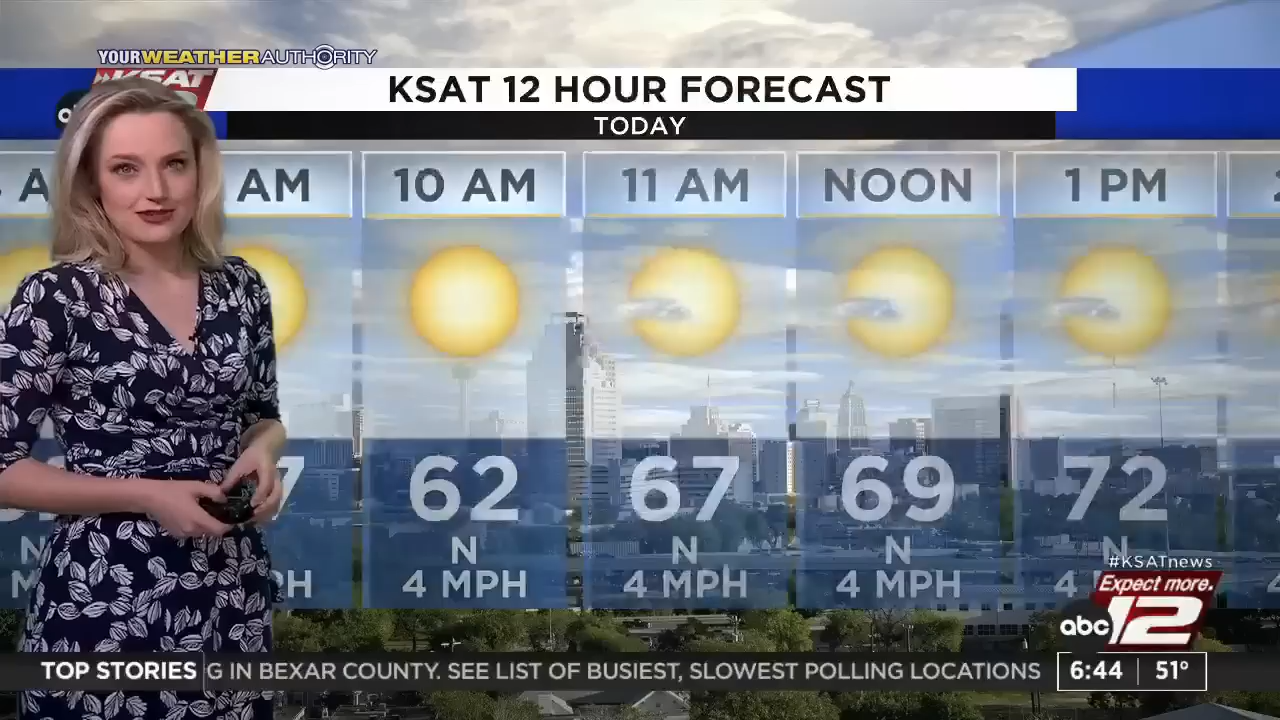 YOUR WEATHER AUTHORITY
KSAT
KSAT 12 HOUR FORECAST
TODAY
AM
10 AM
11 AM
NOON
1 PM
62
67
69
72
N
N
N
N
4 MPH
4 MPH
4 MPH
#KSATnews
Expect more.
abc 12
TOP STORIES G IN BEXAR COUNTY. SEE LIST OF BUSIEST, SLOWEST POLLING LOCATIONS 6:44 51°